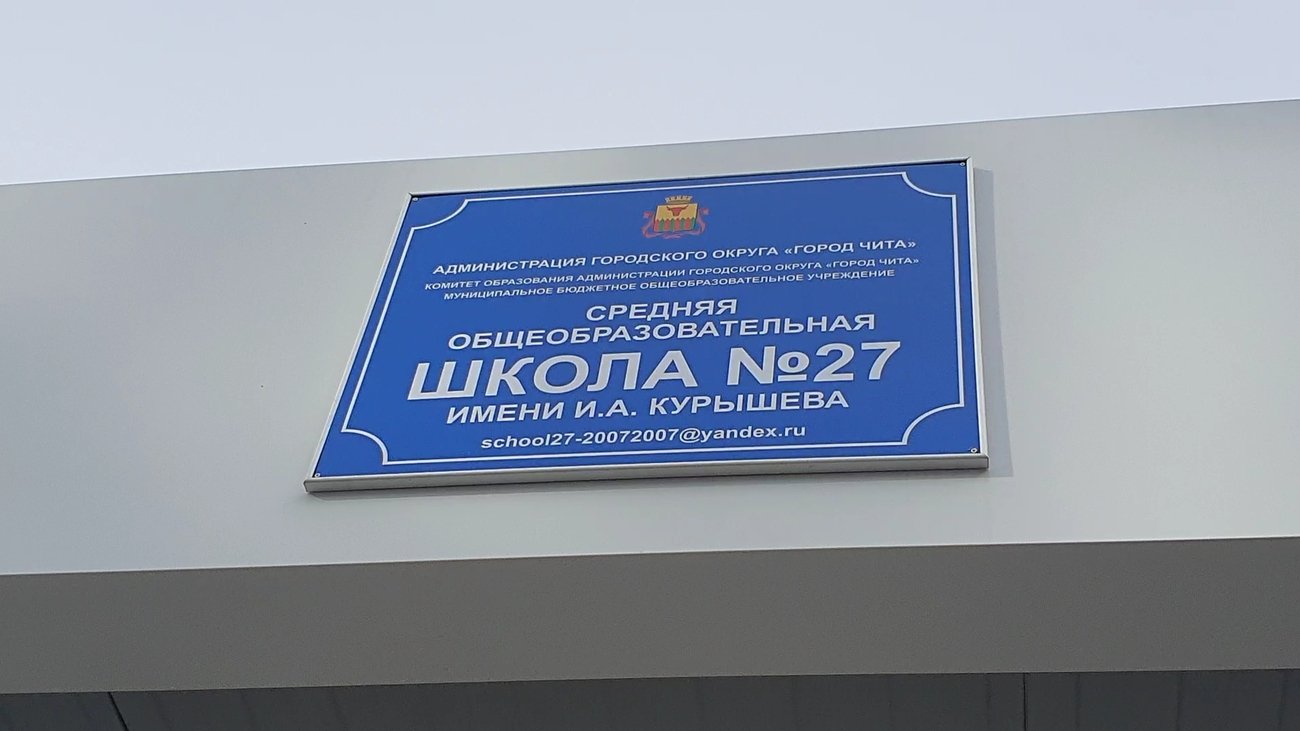 АДМИНИСТРАЦИЯ ГОРОДСКОГО ОКРУГА «ГОРОД ЧИТА»
КОМИТЕТ ОБРАЗОВАНИЯ АДМИНИСТРАЦИИ ГОРОДСКОГО ОКРУГА «ГОРОД ЧИТА»
МУНИЦИПАЛЬНОЕ БЮДЖЕТНОЕ ОБЩЕОБРАЗОВАТЕЛЬНОЕ УЧРЕЖДЕНИЕ
СРЕДНЯЯ
ОБЩЕОБРАЗОВАТЕЛЬНАЯ
ШКОЛА №27
ИМЕНИ И.А. КУРЫШЕВА
school27-20072007@yandex.ru